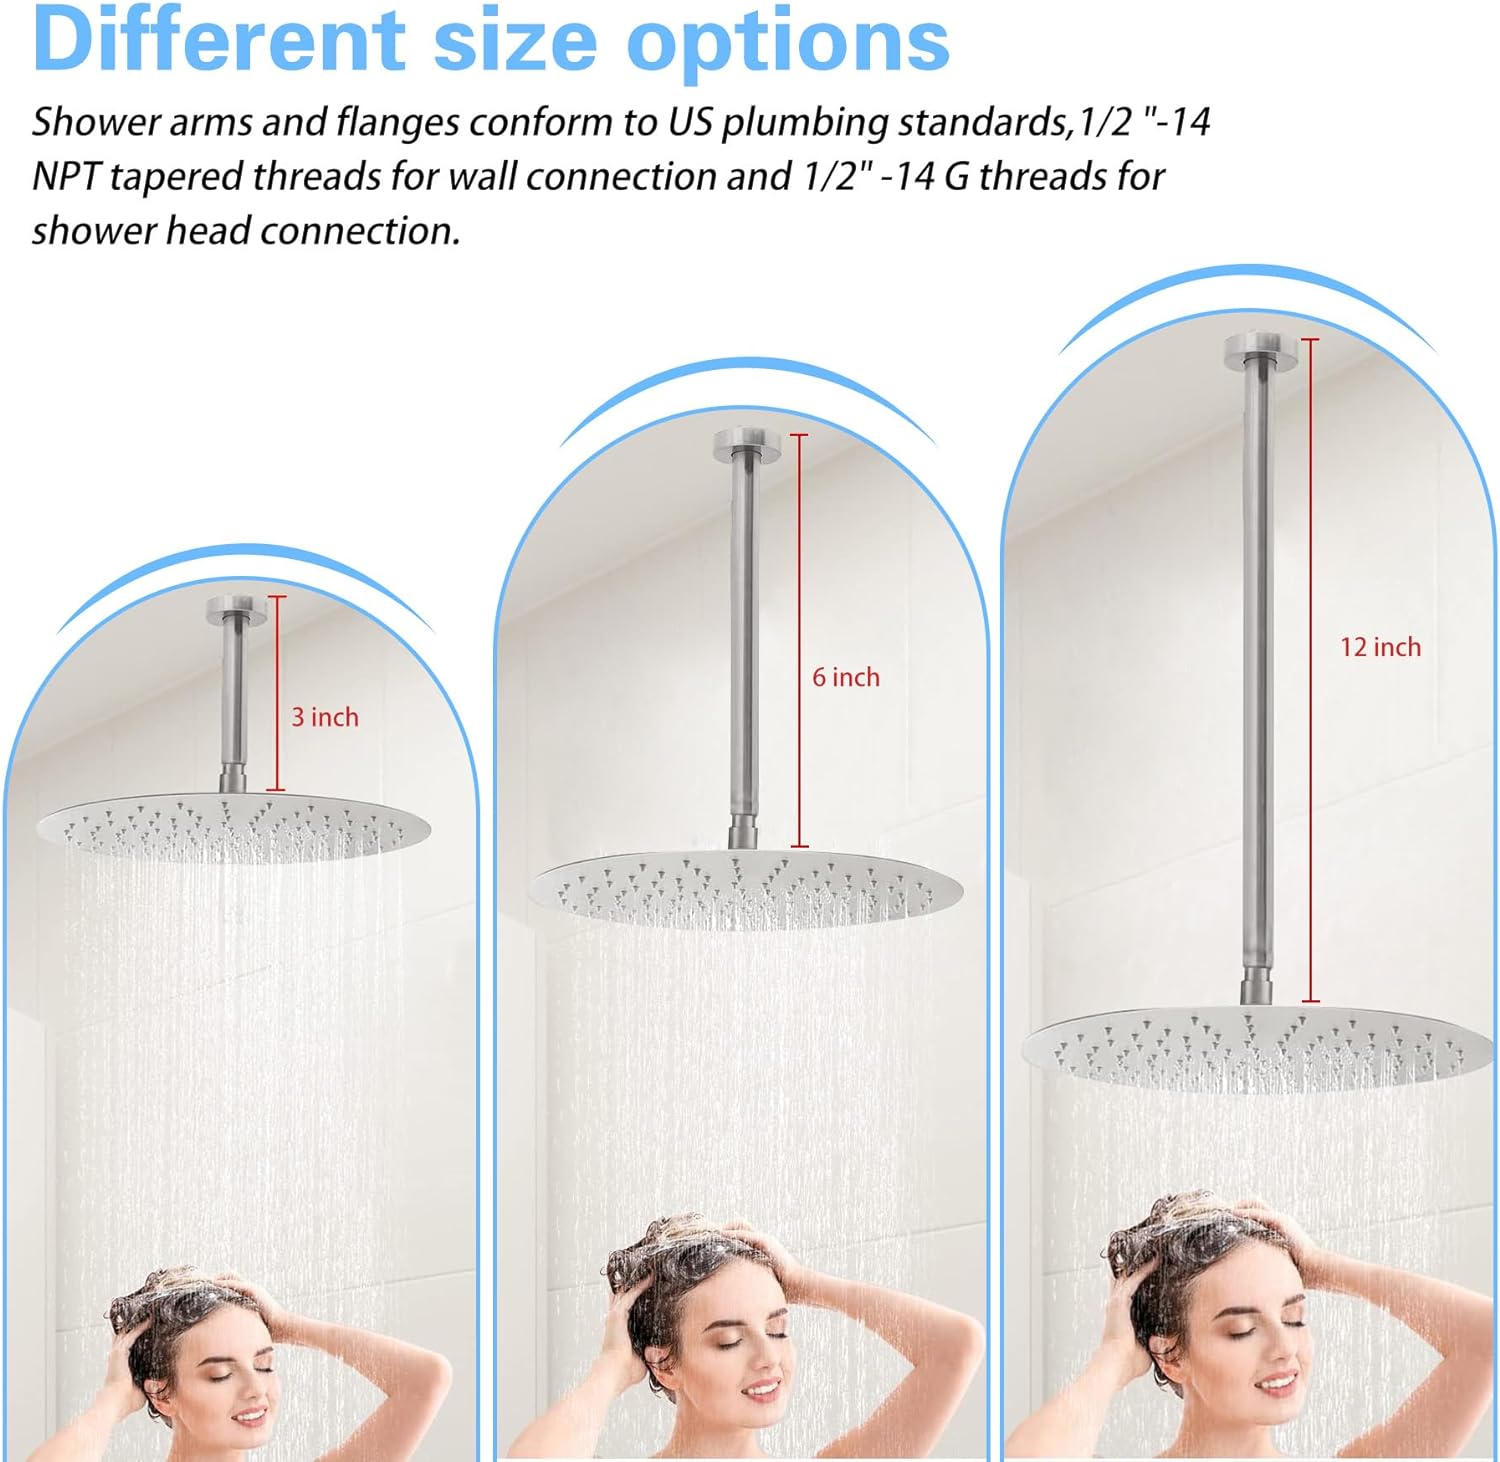 Different size options
Shower arms and flanges conform to US plumbing standards,1/2 "-14
NPT tapered threads for wall connection and 1/2" -14 G threads for
shower head connection.
3 inch
6 inch
12 inch